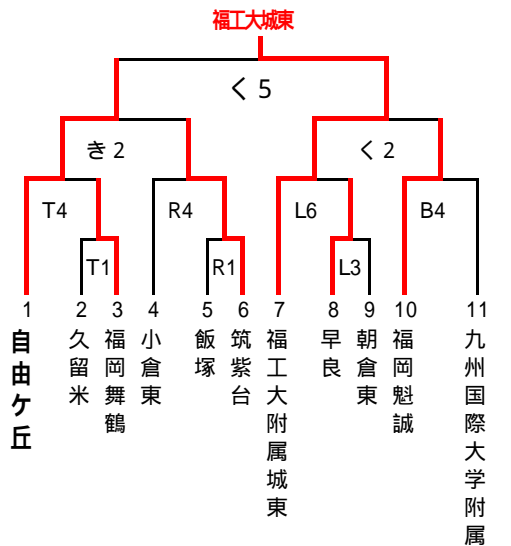 福工大城東
く5
き2
く2
T4
R4
L6
B4
T1
R1
L3
1
2
3
4
5
6
7
8
9
10
11
自由ケ丘
久留米
福岡舞鶴
小倉東
飯塚
筑紫台
福工大附属城東
早良
朝倉東
福岡魁誠
九州国際大学附属